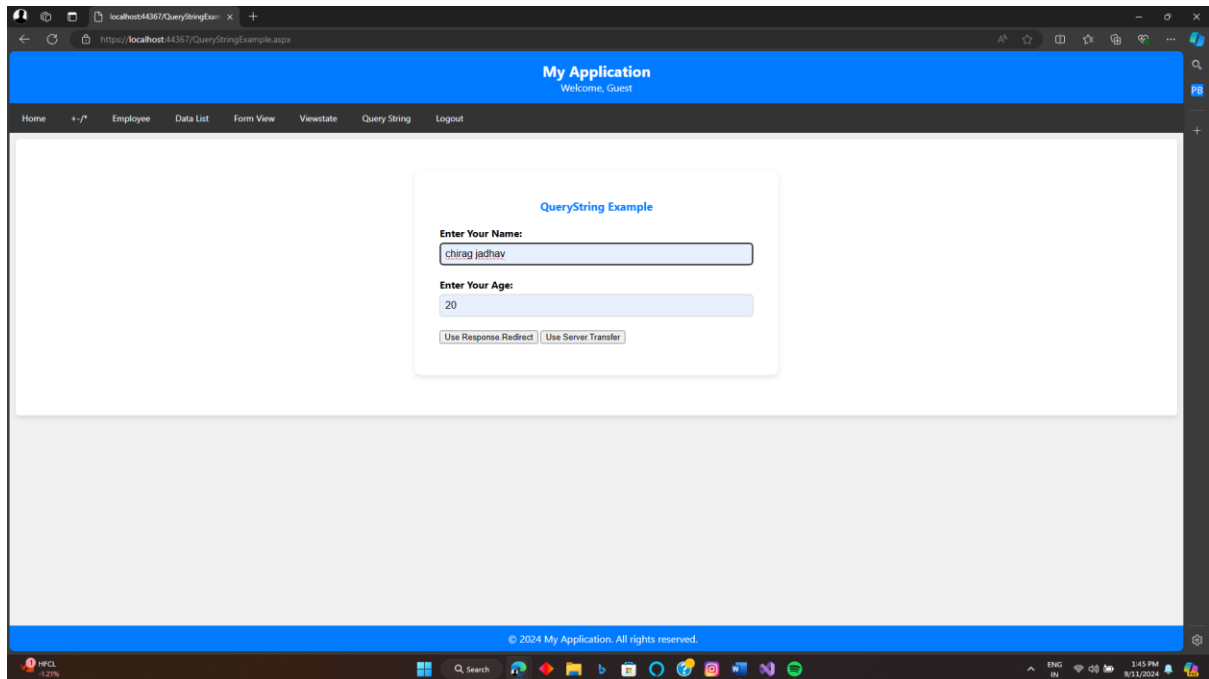 localhost:44367/QueryStringExam
https://localhost:44367/QueryStringExample.aspx
My Application
Welcome, Guest
PB
Home +-/* Employee Data List Form View Viewstate Query String Logout
QueryString Example
Enter Your Name:
chirag jadhav
Enter Your Age:
20
Use Response.Redirect Use Server.Transfer
© 2024 My Application. All rights reserved.
1 HFCL
-1.21%
Search
ENG
IN
1:45 PM
9/11/2024